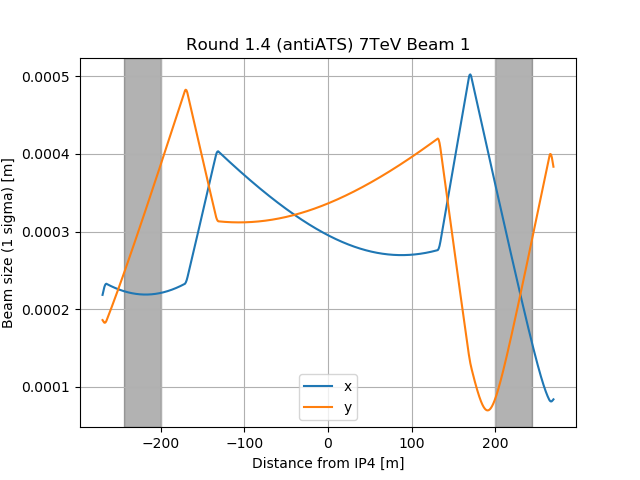 Round 1.4 (antiATS) 7TeV Beam 1
Beam size (1 sigma) [m]
0.0005
0.0004
0.0003
0.0002
0.0001
x
y
−200
−100
0
100
200
Distance from IP4 [m]